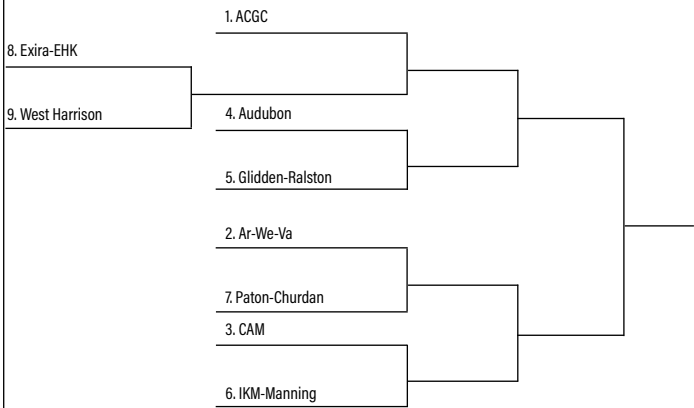 1. ACGC
8. Exira-EHK
9. West Harrison
4. Audubon
5. Glidden-Ralston
2. Ar-We-Va
7. Paton-Churdan
3. CAM
6. IKM-Manning